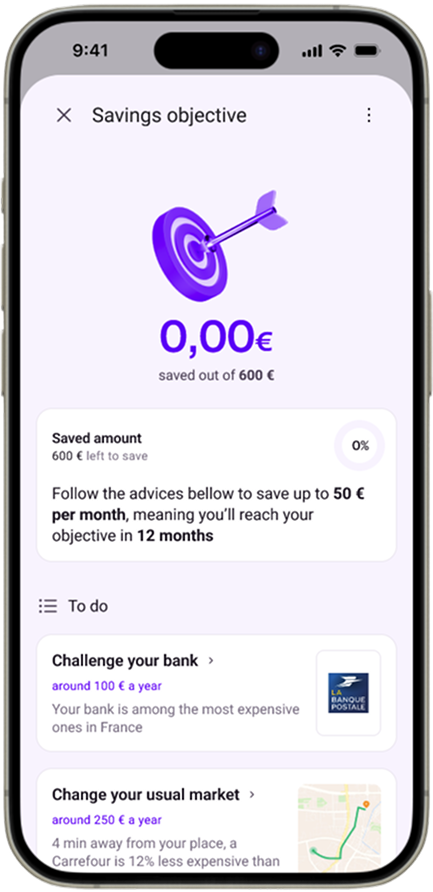 9:41
Savings objective
0,00€
saved out of 600 €
Saved amount
600 € left to save
0%
Follow the advices bellow to save up to 50 €
per month, meaning you'll reach your
objective in 12 months
To do
Challenge your bank
around 100 € a year
Your bank is among the most expensive
ones in France
LA
BANQUE
POSTALE
Change your usual market
around 250 € a year
4 min away from your place, a
Carrefour is 12% less expensive than